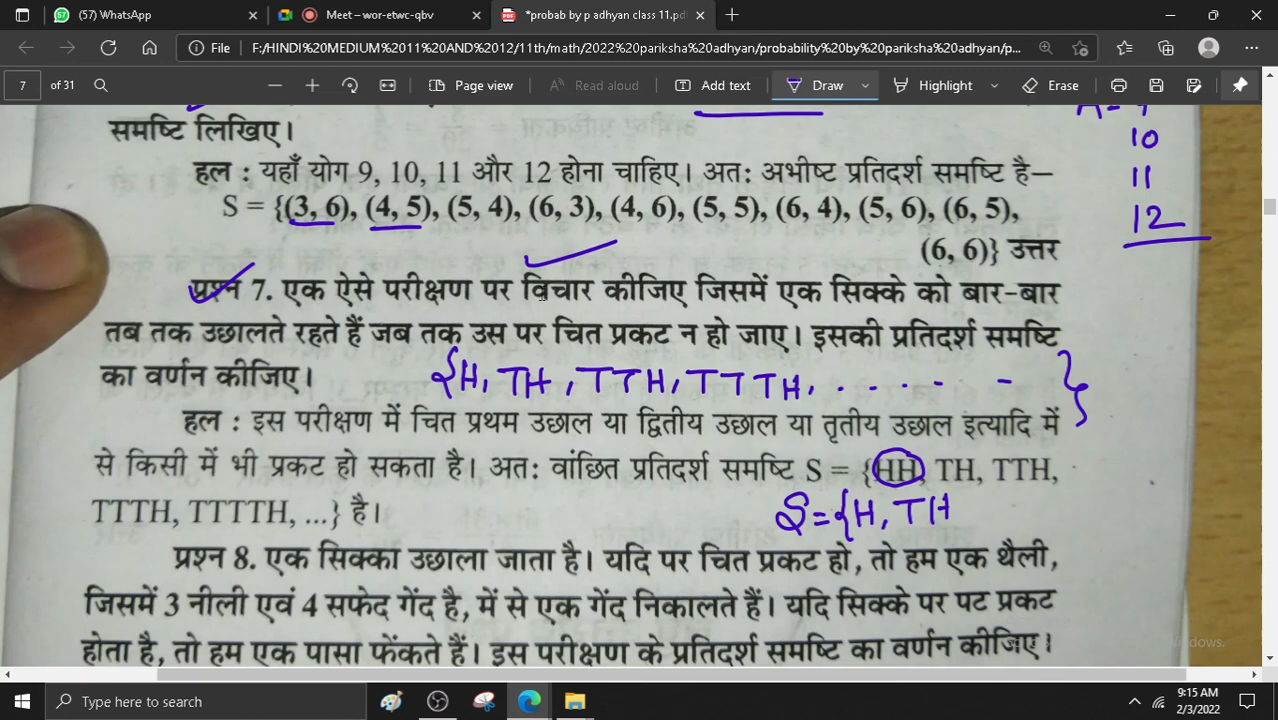 (57) WhatsApp
Meet – wor-etwc-qbv
*probab by p adhyan class 11.pd
File
F:/HINDI%20MEDIUM%2011%20AND%2012/11th/math/2022%20pariksha%20adhyan/probability%20by%20pariksha%20adhyan/p...
7 of 31
Page view
Read aloud
Add text
Draw
Highlight
Erase
समष्टि लिखिए।
10
हल : यहाँ योग 9, 10, 11 और 12 होना चाहिए। अतः अभीष्ट प्रतिदर्श समष्टि है—
11
S = {(3, 6), (4, 5), (5, 4), (6, 3), (4, 6), (5, 5), (6, 4), (5, 6), (6, 5),
12
(6, 6)} उत्तर
प्रश्न 7. एक ऐसे परीक्षण पर विचार कीजिए जिसमें एक सिक्के को बार-बार
तब तक उछालते रहते हैं जब तक उस पर चित प्रकट न हो जाए। इसकी प्रतिदर्श समष्टि
का वर्णन कीजिए।
{H, TH, TTH, TTTH, . . . . . - }
हल : इस परीक्षण में चित प्रथम उछाल या द्वितीय उछाल या तृतीय उछाल इत्यादि में
से किसी में भी प्रकट हो सकता है। अतः वांछित प्रतिदर्श समष्टि S = {HH, TH, TTH,
TTTH, TTTTH, ...} है।
S={H, TH
प्रश्न 8. एक सिक्का उछाला जाता है। यदि पर चित प्रकट हो, तो हम एक थैली,
जिसमें 3 नीली एवं 4 सफेद गेंद है, में से एक गेंद निकालते हैं। यदि सिक्के पर पट प्रकट
होता है, तो हम एक पासा फेंकते हैं। इस परीक्षण के प्रतिदर्श समष्टि का वर्णन कीजिए।
Type here to search
9:15 AM
2/3/2022